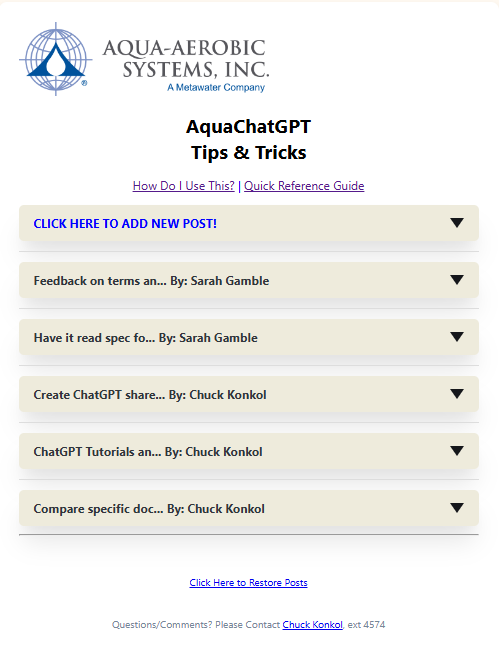 AQUA-AEROBIC
SYSTEMS, INC.
®
A Metawater Company
AquaChatGPT
Tips & Tricks
How Do I Use This? | Quick Reference Guide
CLICK HERE TO ADD NEW POST!
Feedback on terms an... By: Sarah Gamble
Have it read spec fo... By: Sarah Gamble
Create ChatGPT share... By: Chuck Konkol
ChatGPT Tutorials an... By: Chuck Konkol
Compare specific doc... By: Chuck Konkol
Click Here to Restore Posts
Questions/Comments? Please Contact Chuck Konkol, ext 4574